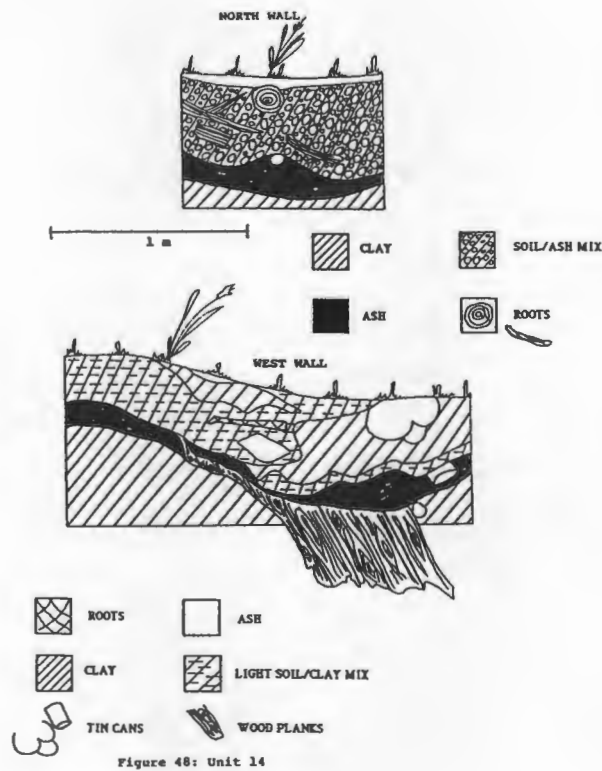 NORTH WALL
1 m
CLAY
SOIL/ASH MIX
ASH
ROOTS
WEST WALL
ROOTS
ASH
CLAY
LIGHT SOIL/CLAY MIX
TIN CANS
WOOD PLANKS
Figure 48: Unit 14